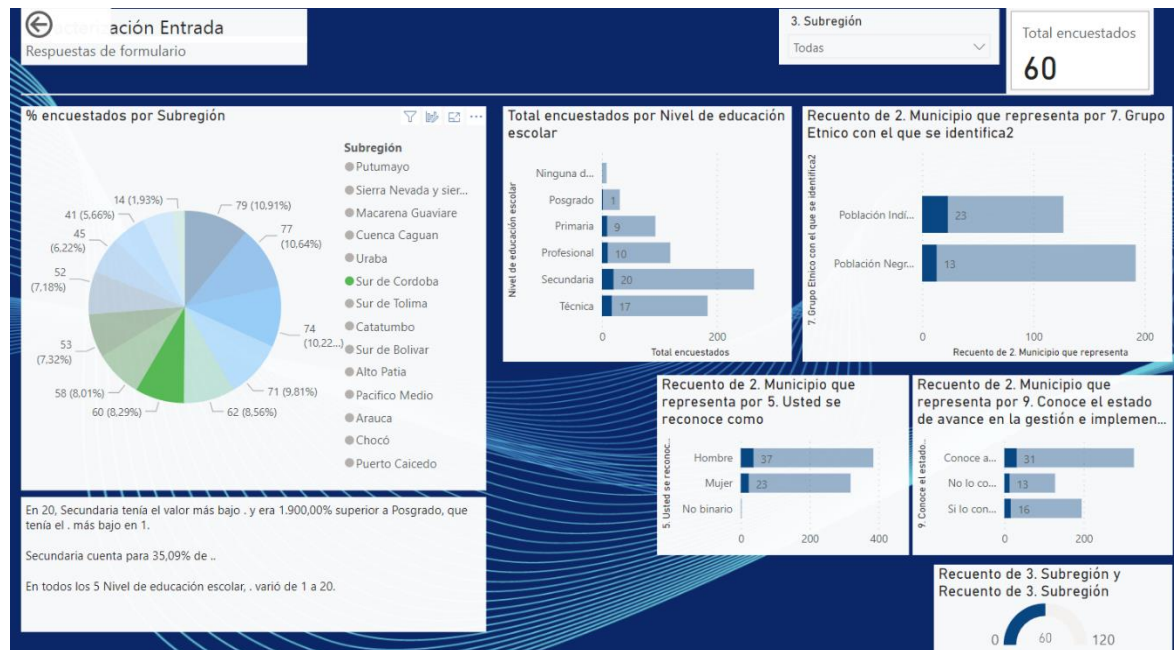 ación Entrada
Respuestas de formulario
3. Subregión
Todas
Total encuestados
60
% encuestados por Subregión
14 (1,93%)
79 (10,91%)
41 (5,66%)
77
(10,64%)
45
(6,22%)
52
(7,18%)
74
(10,22...)
53
(7,32%)
58 (8,01%)
71 (9,81%)
60 (8,29%)
62 (8,56%)
Subregión
Putumayo
Sierra Nevada y sier...
Macarena Guaviare
Cuenca Caguan
Uraba
Sur de Cordoba
Sur de Tolima
Catatumbo
Sur de Bolivar
Alto Patia
Pacifico Medio
Arauca
Chocó
Puerto Caicedo
Total encuestados por Nivel de educación
escolar
Nivel de educación escolar
Ninguna d...
Posgrado 1
Primaria 9
Profesional 10
Secundaria 20
Técnica 17
0 200
Total encuestados
Recuento de 2. Municipio que representa por 7. Grupo
Etnico con el que se identifica2
7. Grupo Etnico con el que se identifica2
Población Indí... 23
Población Negr... 13
0 100 200
Recuento de 2. Municipio que representa
Recuento de 2. Municipio que
representa por 5. Usted se
reconoce como
5. Usted se reconoc...
Hombre 37
Mujer 23
No binario
0 200 400
Recuento de 2. Municipio que
representa por 9. Conoce el estado
de avance en la gestión e implemen...
9. Conoce el estado...
Conoce a... 31
No lo co... 13
Si lo con... 16
0 200
En 20, Secundaria tenía el valor más bajo . y era 1.900,00% superior a Posgrado, que
tenía el . más bajo en 1.
Secundaria cuenta para 35,09% de ..
En todos los 5 Nivel de educación escolar, . varió de 1 a 20.
Recuento de 3. Subregión y
Recuento de 3. Subregión
0 60 120